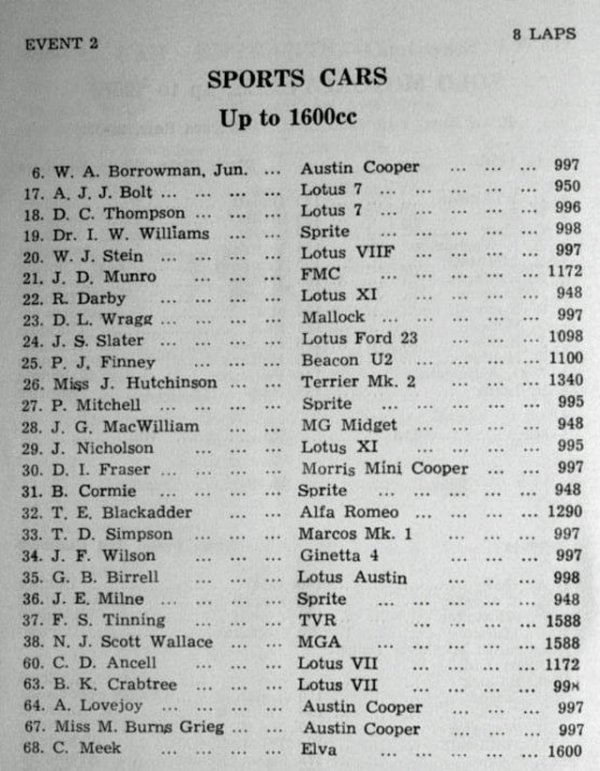 EVENT 2 8 LAPS
SPORTS CARS
Up to 1600cc
6. W. A. Borrowman, Jun. ... Austin Cooper ... ... ... 997
17. A. J. J. Bolt ... ... ... ... Lotus 7 ... ... ... ... ... 950
18. D. C. Thompson ... ... ... Lotus 7 ... ... ... ... ... 996
19. Dr. I. W. Williams ... ... Sprite ... ... ... ... ... 998
20. W. J. Stein ... ... ... ... Lotus VIIF ... ... ... ... 997
21. J. D. Munro ... ... ... FMC ... ... ... ... ... 1172
22. R. Darby ... ... ... ... Lotus XI ... ... ... ... 948
23. D. L. Wragg ... ... ... ... Mallock ... ... ... ... ... 997
24. J. S. Slater ... ... ... ... Lotus Ford 23 ... ... ... 1098
25. P. J. Finney ... ... ... Beacon U2 ... ... ... ... 1100
26. Miss J. Hutchinson ... ... Terrier Mk. 2 ... ... ... 1340
27. P. Mitchell ... ... ... ... Sprite ... ... ... ... ... 995
28. J. G. MacWilliam ... ... MG Midget ... ... ... ... 948
29. J. Nicholson ... ... ... Lotus XI ... ... ... ... 995
30. D. I. Fraser ... ... ... ... Morris Mini Cooper ... ... 997
31. B. Cormie ... ... ... ... Sprite ... ... ... ... ... 948
32. T. E. Blackadder ... ... Alfa Romeo ... ... ... ... 1290
33. T. D. Simpson ... ... ... Marcos Mk. 1 ... ... ... 997
34. J. F. Wilson ... ... ... Ginetta 4 ... ... ... ... 997
35. G. B. Birrell ... ... ... Lotus Austin ... .. ... 998
36. J. E. Milne ... ... ... ... Sprite ... ... ... ... ... 948
37. F. S. Tinning ... ... ... TVR ... ... ... ... 1588
38. N. J. Scott Wallace ... ... MGA ... ... ... ... ... 1588
60. C. D. Ancell ... ... ... Lotus VII ... ... ... ... 1172
63. B. K. Crabtree ... ... ... Lotus VII ... ... ... ... 998
64. A. Lovejoy ... ... ... ... Austin Cooper ... ... ... 997
67. Miss M. Burns Grieg ... ... Austin Cooper ... ... ... 997
68. C. Meek ... ... ... ... Elva ... ... ... ... ... 1600